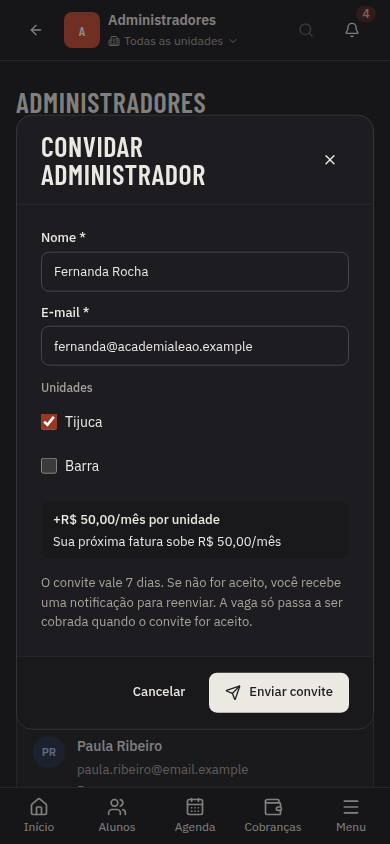 A
Administradores
Todas as unidades
4
ADMINISTRADORES
CONVIDAR
ADMINISTRADOR
Nome *
Fernanda Rocha
E-mail *
fernanda@academialeao.example
Unidades
Tijuca
Barra
+R$ 50,00/mês por unidade
Sua próxima fatura sobe R$ 50,00/mês
O convite vale 7 dias. Se não for aceito, você recebe
uma notificação para reenviar. A vaga só passa a ser
cobrada quando o convite for aceito.
Cancelar
Enviar convite
PR
Paula Ribeiro
paula.ribeiro@email.example
Início
Alunos
Agenda
Cobranças
Menu